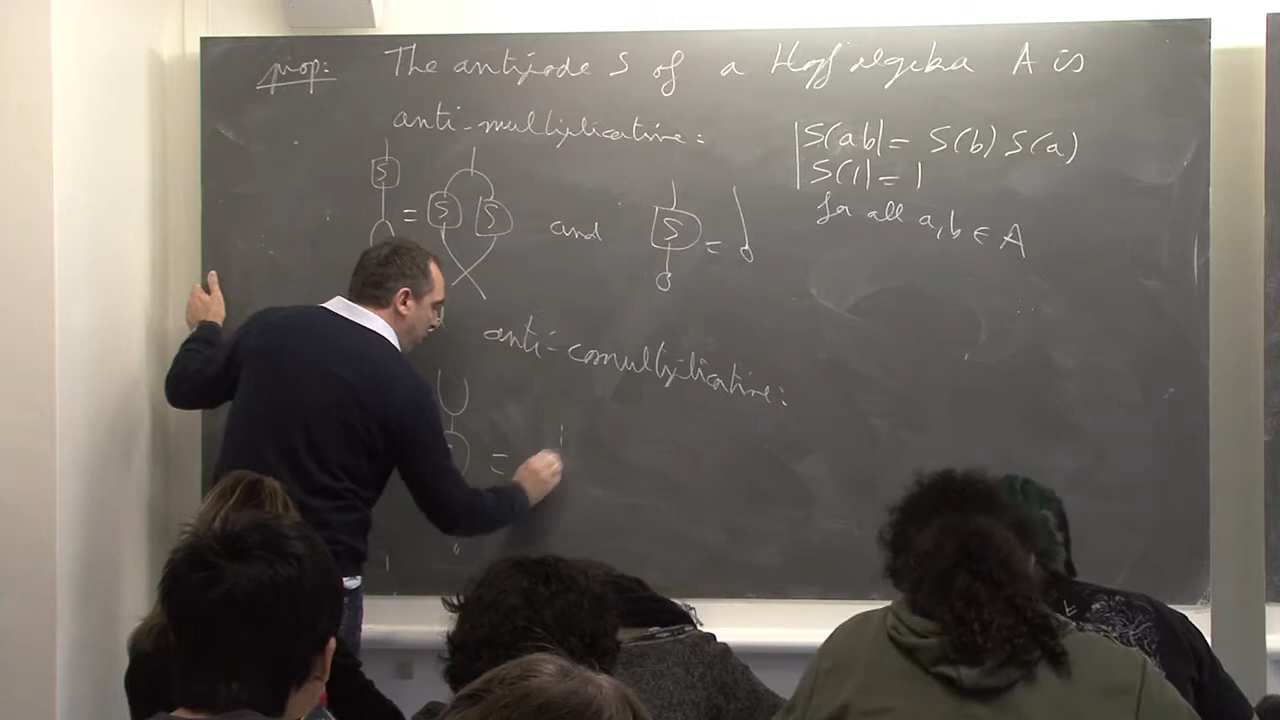 prop: The antipode S of a Hopf algebra A is
anti-multiplicative:
S(ab) = S(b) S(a)
S(1) = 1
for all a, b ∈ A
S
= S S and S =
anti-comultiplicative:
=